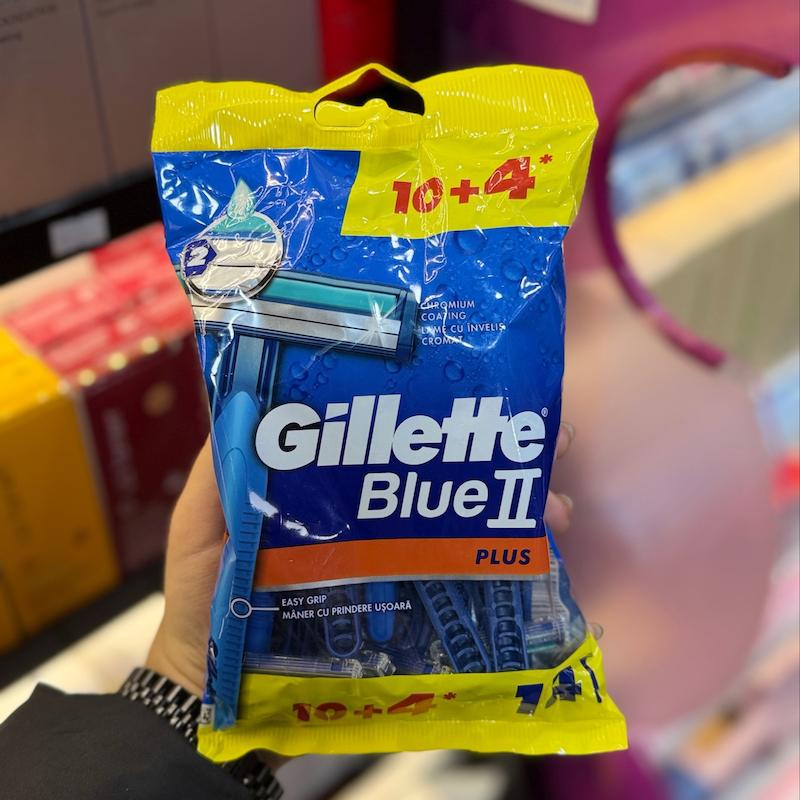 10+4*
2
CHROMIUM
COATING
LAME CU ÎNVELIȘ
CROMAT
Gillette®
Blue II
PLUS
EASY GRIP
MÂNER CU PRINDERE UȘOARĂ
10+4*